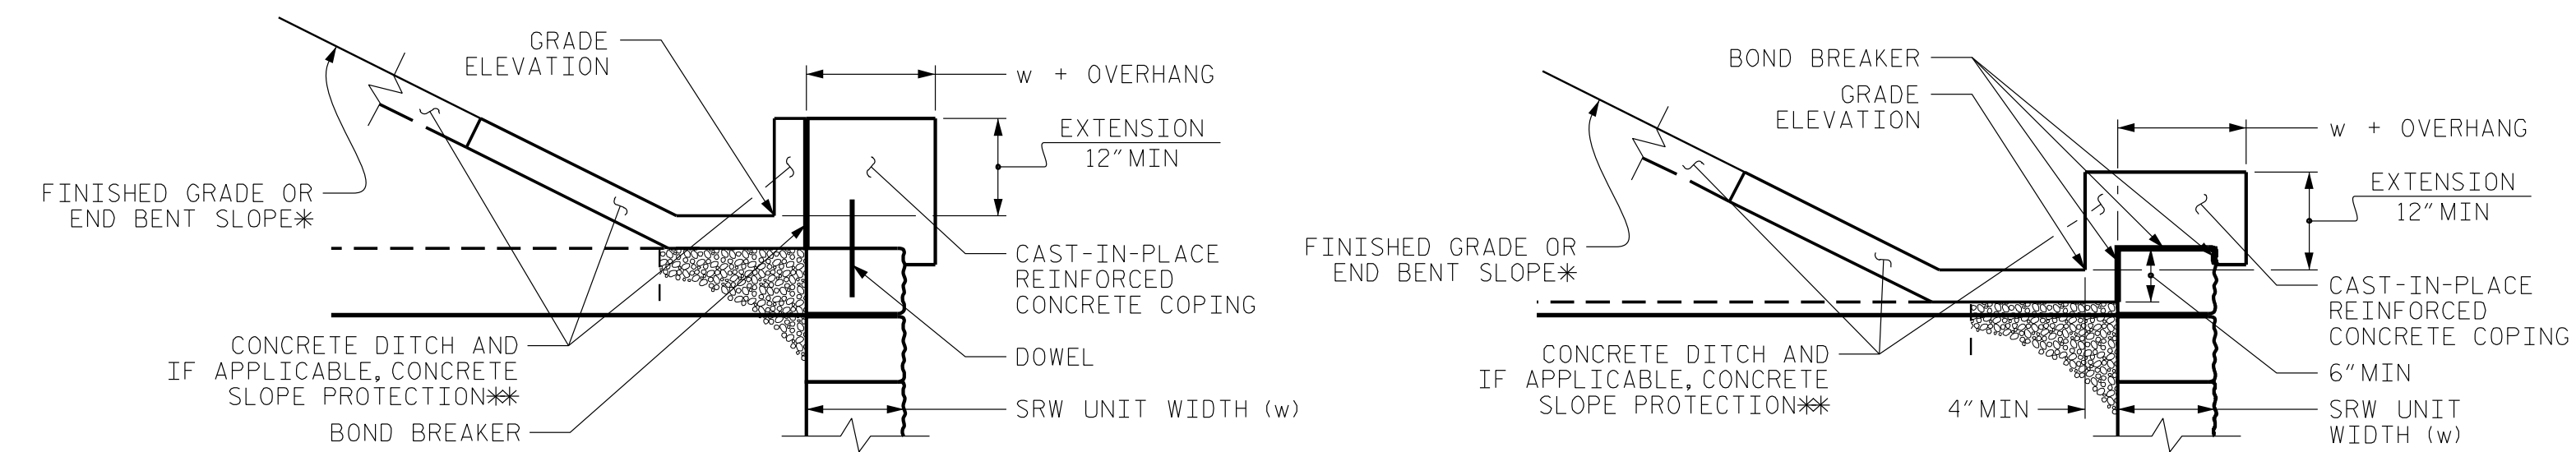 GRADE
ELEVATION
w + OVERHANG
EXTENSION
12"MIN
FINISHED GRADE OR
END BENT SLOPE*
CAST-IN-PLACE
REINFORCED
CONCRETE COPING
CONCRETE DITCH AND
IF APPLICABLE, CONCRETE
SLOPE PROTECTION**
DOWEL
SRW UNIT WIDTH (w)
BOND BREAKER
BOND BREAKER
GRADE
ELEVATION
w + OVERHANG
EXTENSION
12"MIN
FINISHED GRADE OR
END BENT SLOPE*
CAST-IN-PLACE
REINFORCED
CONCRETE COPING
CONCRETE DITCH AND
IF APPLICABLE, CONCRETE
SLOPE PROTECTION**
6"MIN
4"MIN
SRW UNIT
WIDTH (w)